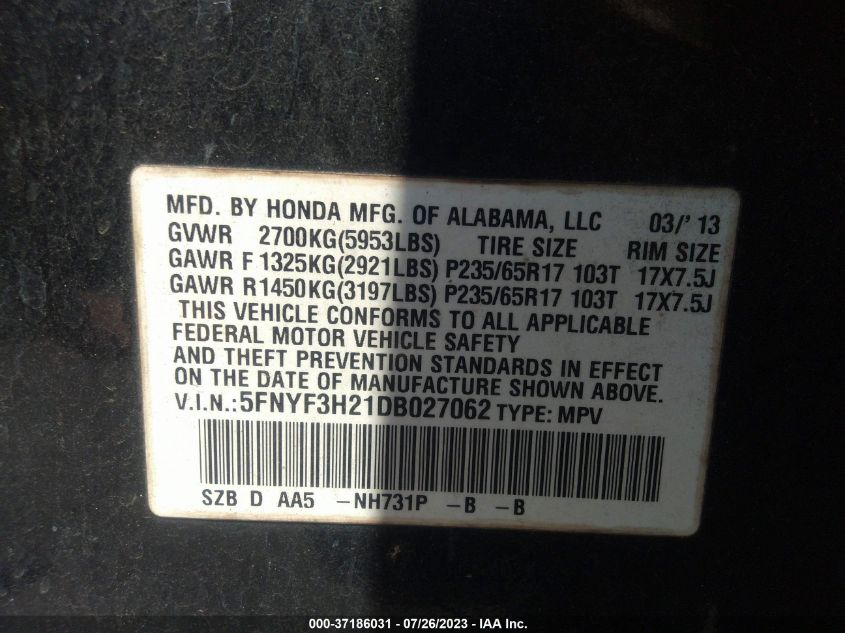 MFD. BY HONDA MFG. OF ALABAMA, LLC 03/'13
GVWR 2700KG(5953LBS) TIRE SIZE RIM SIZE
GAWR F 1325KG(2921LBS) P235/65R17 103T 17X7.5J
GAWR R1450KG(3197LBS) P235/65R17 103T 17X7.5J
THIS VEHICLE CONFORMS TO ALL APPLICABLE
FEDERAL MOTOR VEHICLE SAFETY
AND THEFT PREVENTION STANDARDS IN EFFECT
ON THE DATE OF MANUFACTURE SHOWN ABOVE.
V.I.N.:5FNYF3H21DB027062 TYPE: MPV
SZB D AA5 -NH731P -B -B
000-37186031 - 07/26/2023 - IAA Inc.